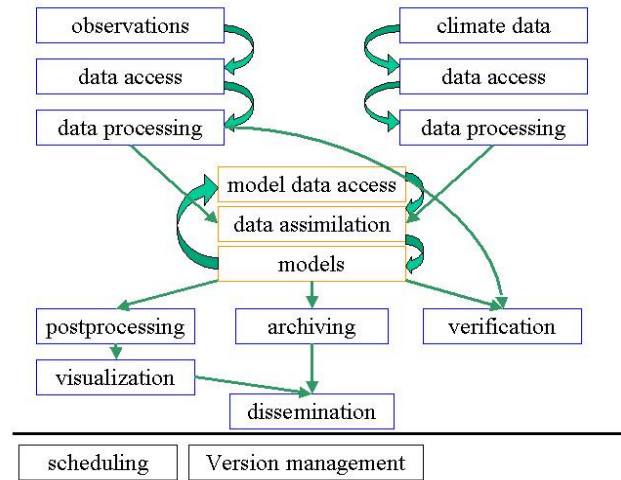 observations
climate data
data access
data access
data processing
data processing
model data access
data assimilation
models
postprocessing
archiving
verification
visualization
dissemination
scheduling
Version management